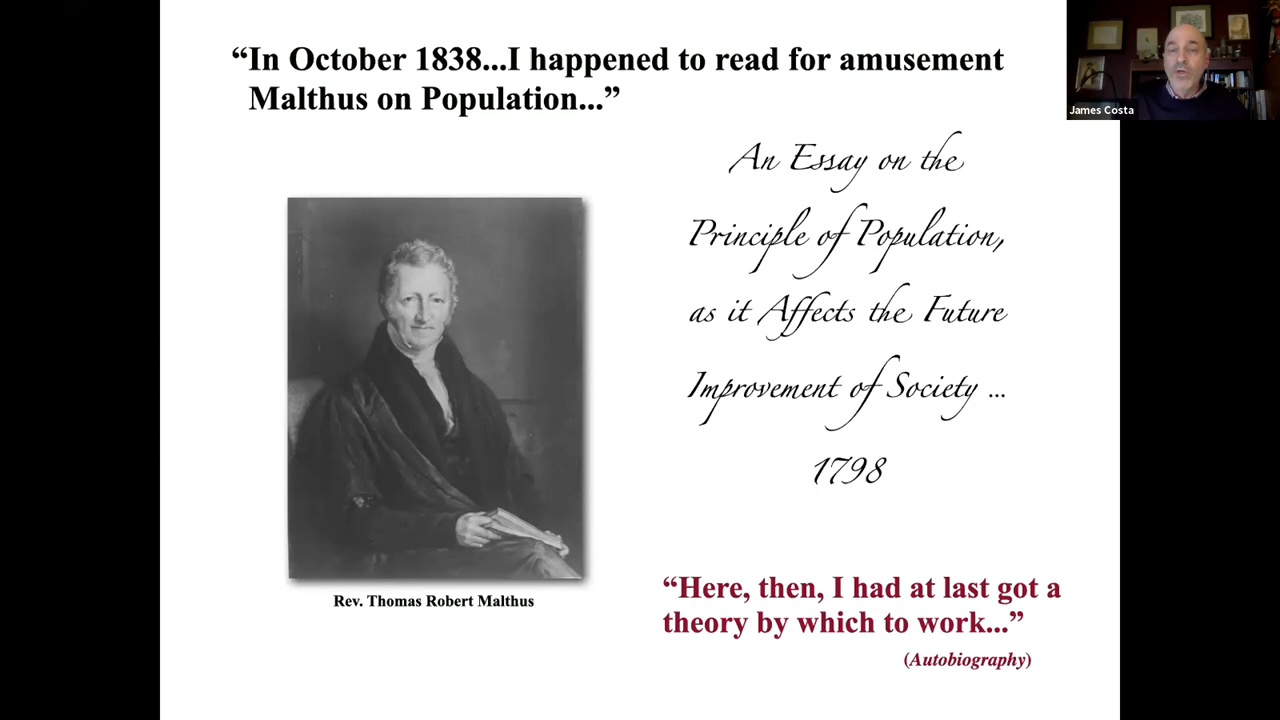 “In October 1838...I happened to read for amusement
Malthus on Population...”
James Costa
An Essay on the
Principle of Population,
as it Affects the Future
Improvement of Society ...
1798
Rev. Thomas Robert Malthus
“Here, then, I had at last got a
theory by which to work...”
(Autobiography)